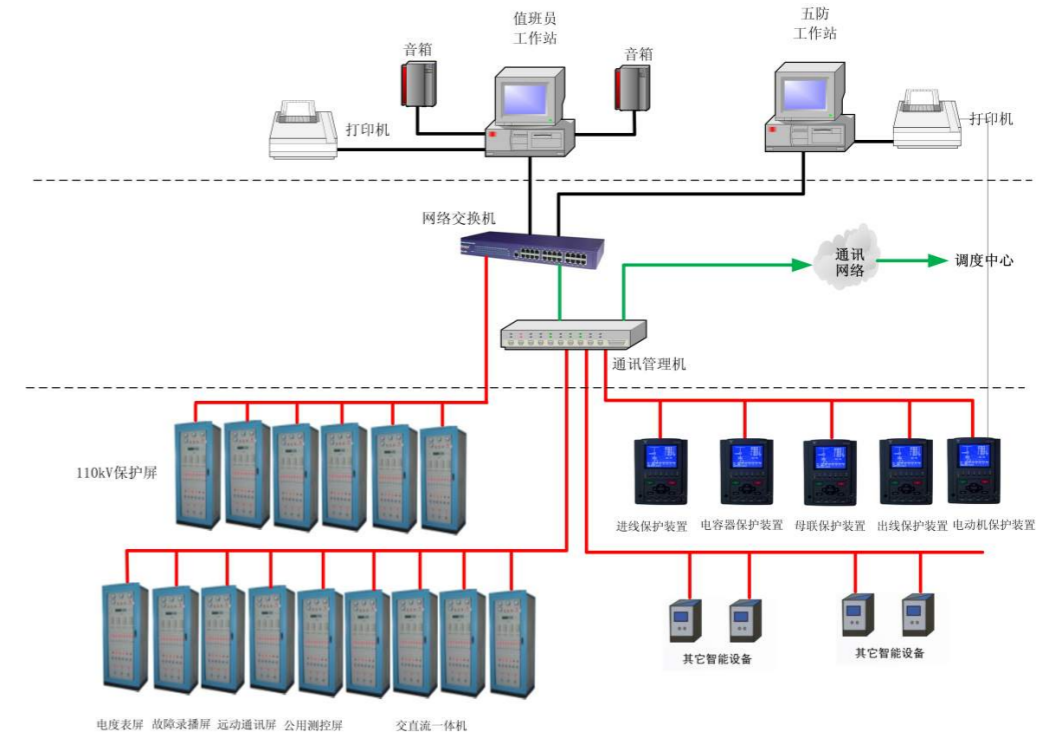 值班员
工作站
五防
工作站
音箱
音箱
打印机
打印机
网络交换机
通讯
网络
调度中心
通讯管理机
110kV保护屏
进线保护装置
电容器保护装置
母联保护装置
出线保护装置
电动机保护装置
其它智能设备
其它智能设备
电度表屏
故障录播屏
远动通讯屏
公用测控屏
交直流一体机